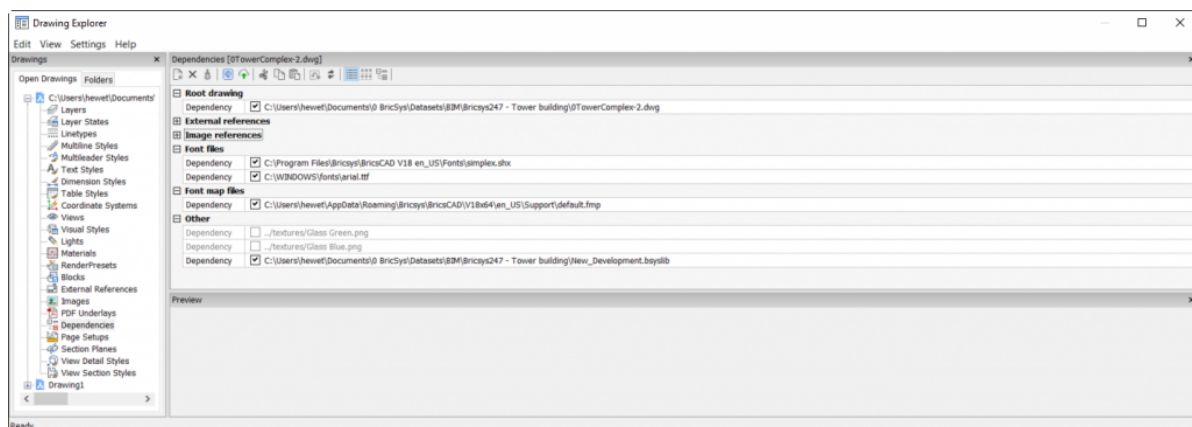 Drawing Explorer
Edit View Settings Help
Drawings
Open Drawings Folders
C:\Users\hewet\Documents'
Layers
Layer States
Linetypes
Multiline Styles
Multileader Styles
Text Styles
Dimension Styles
Table Styles
Coordinate Systems
Views
Visual Styles
Lights
Materials
RenderPresets
Blocks
External References
Images
PDF Underlays
Dependencies
Page Setups
Section Planes
View Detail Styles
View Section Styles
Drawing1
Dependencies [0TowerComplex-2.dwg]
Root drawing
Dependency C:\Users\hewet\Documents\0 BricSys\Datasets\BIM\Bricsys247 - Tower building\0TowerComplex-2.dwg
External references
Image references
Font files
Dependency C:\Program Files\Bricsys\BricsCAD V18 en_US\Fonts\simplex.shx
Dependency C:\WINDOWS\fonts\arial.ttf
Font map files
Dependency C:\Users\hewet\AppData\Roaming\Bricsys\BricsCAD\V18x64\en_US\Support\default.fmp
Other
Dependency ../textures/Glass Green.png
Dependency ../textures/Glass Blue.png
Dependency C:\Users\hewet\Documents\0 BricSys\Datasets\BIM\Bricsys247 - Tower building\New_Development.bsyslib
Preview
Ready